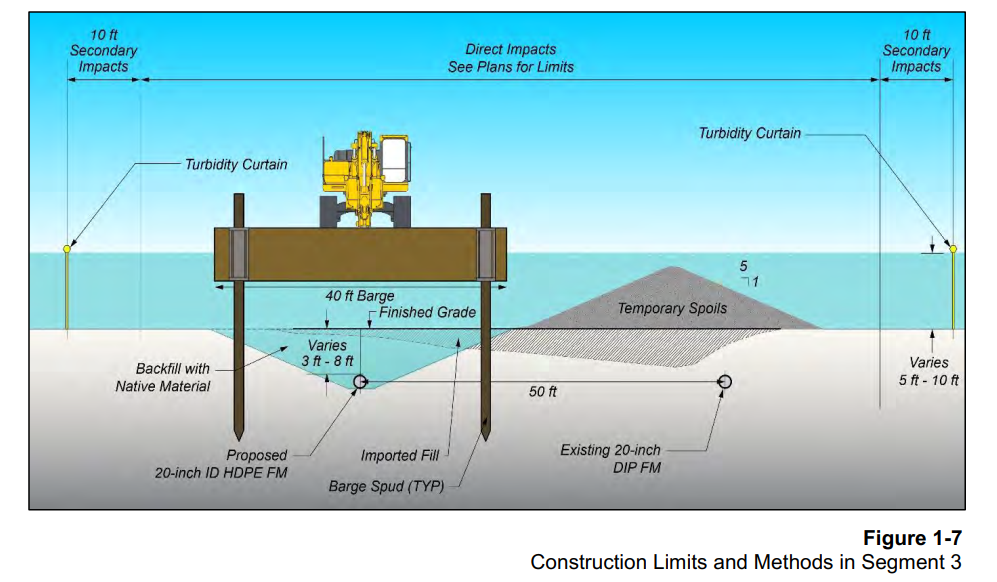 10 ft
Secondary
Impacts
Direct Impacts
See Plans for Limits
10 ft
Secondary
Impacts
Turbidity Curtain
Turbidity Curtain
5
1
40 ft Barge
Finished Grade
Temporary Spoils
Varies
3 ft - 8 ft
Backfill with
Native Material
Varies
5 ft - 10 ft
50 ft
Proposed
20-inch ID HDPE FM
Imported Fill
Existing 20-inch
DIP FM
Barge Spud (TYP)
Figure 1-7
Construction Limits and Methods in Segment 3